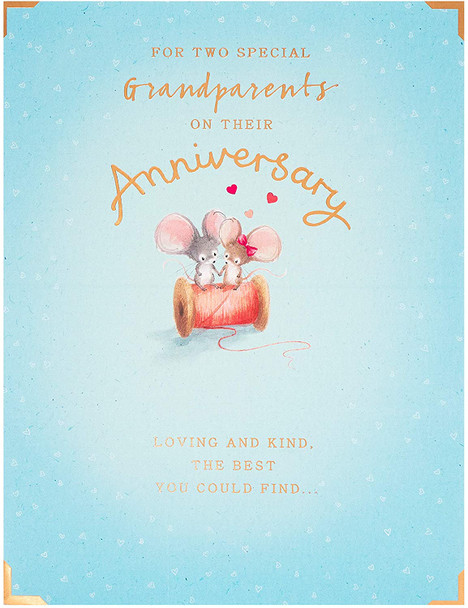 FOR TWO SPECIAL
Grandparents
ON THEIR
Anniversary
LOVING AND KIND,
THE BEST
YOU COULD FIND...